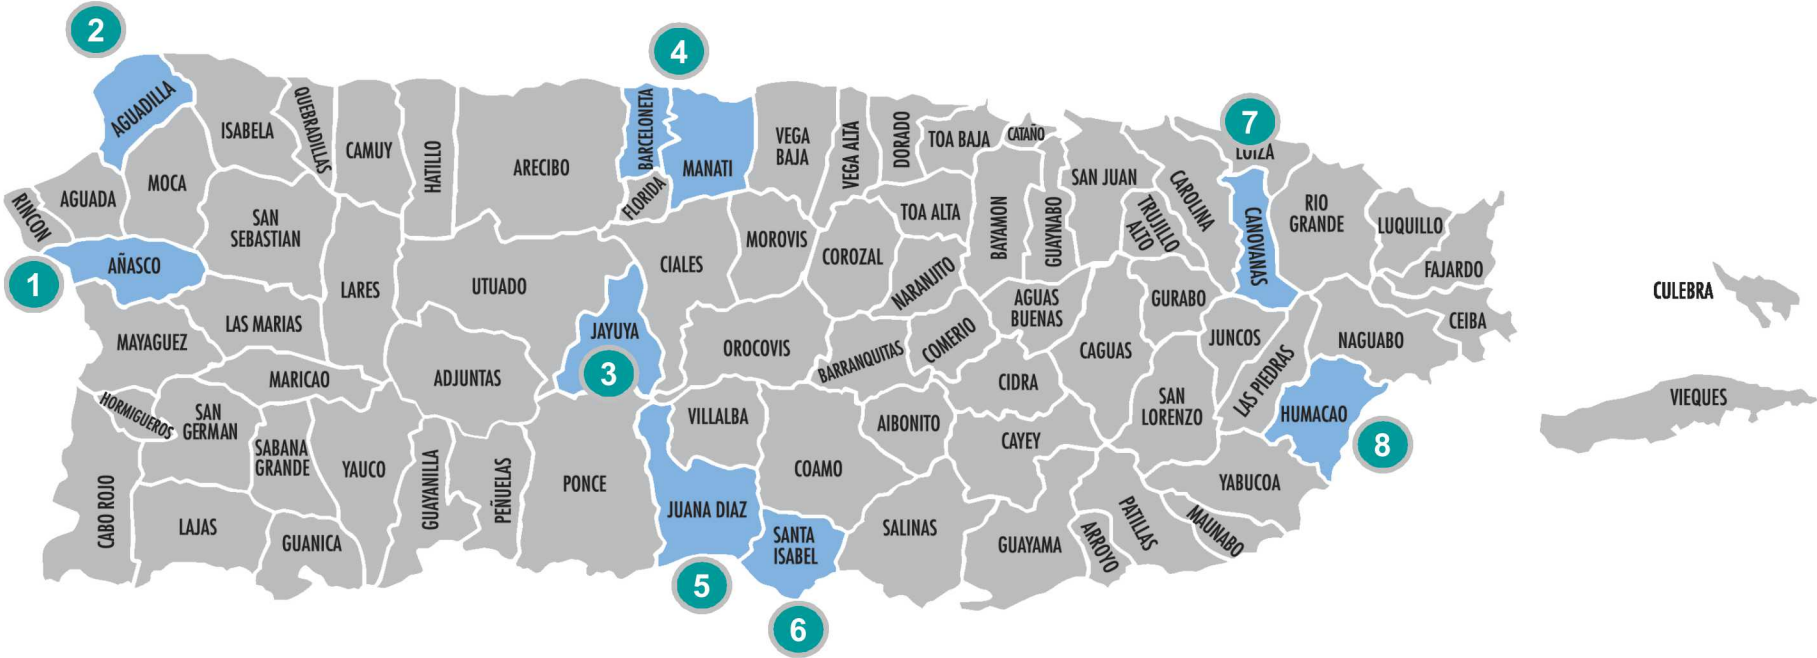 2
4
7
AGUADILLA
ISABELA
QUEBRADILLAS
CAMUY
HATILLO
ARECIBO
BARCELONETA
MANATI
FLORIDA
VEGA
BAJA
VEGA ALTA
DORADO
TOA BAJA
CATAÑO
TOA ALTA
BAYAMON
GUAYNABO
SAN JUAN
TRUJILLO
ALTO
CAROLINA
LOIZA
CANOVANAS
RIO
GRANDE
LUQUILLO
FAJARDO
CEIBA
CULEBRA
VIEQUES
RINCON
AGUADA
MOCA
SAN
SEBASTIAN
1
AÑASCO
LARES
UTUADO
CIALES
MOROVIS
COROZAL
NARANJITO
AGUAS
BUENAS
GURABO
MAYAGUEZ
LAS MARIAS
JAYUYA
3
OROCOVIS
BARRANQUITAS
COMERIO
CIDRA
CAGUAS
JUNCOS
LAS PIEDRAS
NAGUABO
HUMACAO
8
MARICAO
ADJUNTAS
HORMIGUEROS
SAN
GERMAN
SABANA
GRANDE
YAUCO
GUAYANILLA
PEÑUELAS
PONCE
VILLALBA
JUANA DIAZ
COAMO
AIBONITO
CAYEY
SAN
LORENZO
YABUCOA
CABO ROJO
LAJAS
GUANICA
5
SANTA
ISABEL
6
SALINAS
GUAYAMA
ARROYO
PATILLAS
MAUNABO